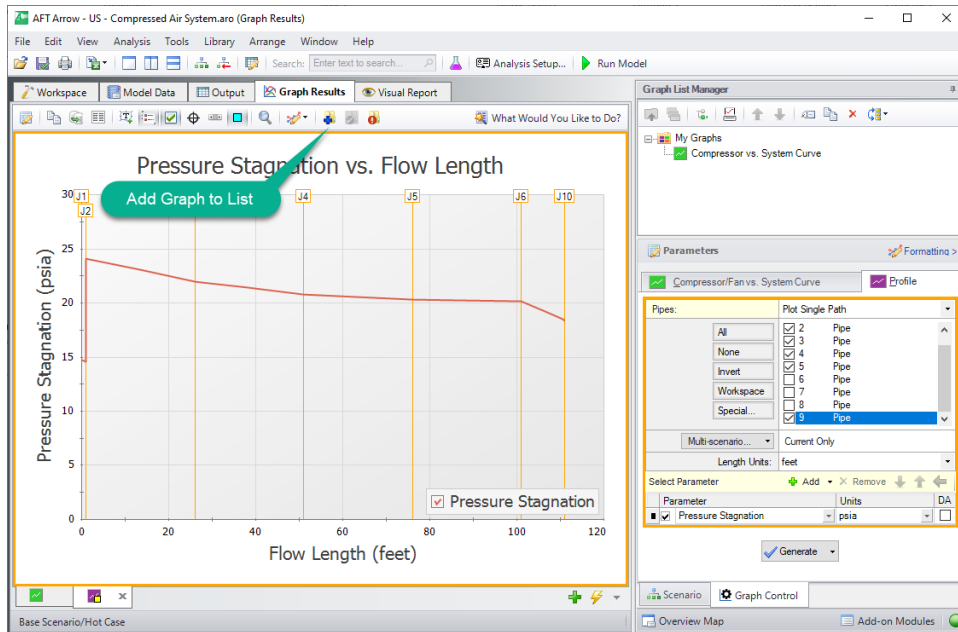 AFT Arrow - US - Compressed Air System.aro (Graph Results)
File Edit View Analysis Tools Library Arrange Window Help
Search: Enter text to search... Analysis Setup... Run Model
Workspace Model Data Output Graph Results Visual Report
What Would You Like to Do?
Add Graph to List
Pressure Stagnation vs. Flow Length
J1 J4 J5 J6 J10
J2
30
25
20
15
10
5
0
Pressure Stagnation (psia)
Pressure Stagnation
0 20 40 60 80 100 120
Flow Length (feet)
Base Scenario/Hot Case
Graph List Manager
My Graphs
Compressor vs. System Curve
Parameters Formatting >
Compressor/Fan vs. System Curve Profile
Pipes: Plot Single Path
All
None
Invert
Workspace
Special...
2 Pipe
3 Pipe
4 Pipe
5 Pipe
6 Pipe
7 Pipe
8 Pipe
9 Pipe
Multi-scenario... Current Only
Length Units: feet
Select Parameter Add Remove
Parameter Units DA
Pressure Stagnation psia
Generate
Scenario Graph Control
Overview Map Add-on Modules